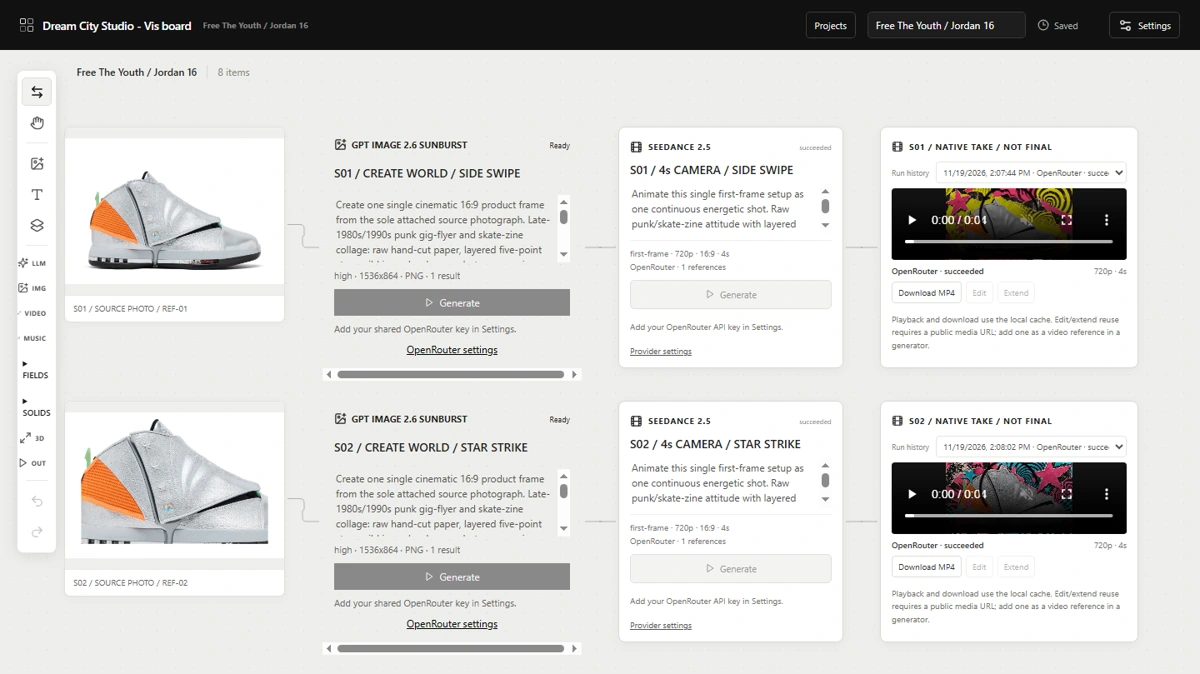 Dream City Studio - Vis board
Free The Youth / Jordan 16
Projects
Free The Youth / Jordan 16
Saved
Settings
Free The Youth / Jordan 16
8 items
LLM
IMG
VIDEO
MUSIC
FIELDS
SOLIDS
3D
OUT
S01 / SOURCE PHOTO / REF-01
GPT IMAGE 2.6 SUNBURST
Ready
S01 / CREATE WORLD / SIDE SWIPE
Create one single cinematic 16:9 product frame
from the sole attached source photograph. Late-
1980s/1990s punk gig-flyer and skate-zine
collage: raw hand-cut paper, layered five-point
high · 1536x864 · PNG · 1 result
Generate
Add your shared OpenRouter key in Settings.
OpenRouter settings
SEEDANCE 2.5
succeeded
S01 / 4s CAMERA / SIDE SWIPE
Animate this single first-frame setup as
one continuous energetic shot. Raw
punk/skate-zine attitude with layered
first-frame · 720p · 16:9 · 4s
OpenRouter · 1 references
Generate
Add your OpenRouter API key in Settings.
Provider settings
S01 / NATIVE TAKE / NOT FINAL
Run history
11/19/2026, 2:07:44 PM · OpenRouter · succe
0:00 / 0:04
OpenRouter · succeeded
720p · 4s
Download MP4
Edit
Extend
Playback and download use the local cache. Edit/extend reuse
requires a public media URL; add one as a video reference in a
generator.
S02 / SOURCE PHOTO / REF-02
GPT IMAGE 2.6 SUNBURST
Ready
S02 / CREATE WORLD / STAR STRIKE
Create one single cinematic 16:9 product frame
from the sole attached source photograph. Late-
1980s/1990s punk gig-flyer and skate-zine
collage: raw hand-cut paper, layered five-point
high · 1536x864 · PNG · 1 result
Generate
Add your shared OpenRouter key in Settings.
OpenRouter settings
SEEDANCE 2.5
succeeded
S02 / 4s CAMERA / STAR STRIKE
Animate this single first-frame setup as
one continuous energetic shot. Raw
punk/skate-zine attitude with layered
first-frame · 720p · 16:9 · 4s
OpenRouter · 1 references
Generate
Add your OpenRouter API key in Settings.
Provider settings
S02 / NATIVE TAKE / NOT FINAL
Run history
11/19/2026, 2:08:02 PM · OpenRouter · succe
0:00 / 0:04
OpenRouter · succeeded
720p · 4s
Download MP4
Edit
Extend
Playback and download use the local cache. Edit/extend reuse
requires a public media URL; add one as a video reference in a
generator.